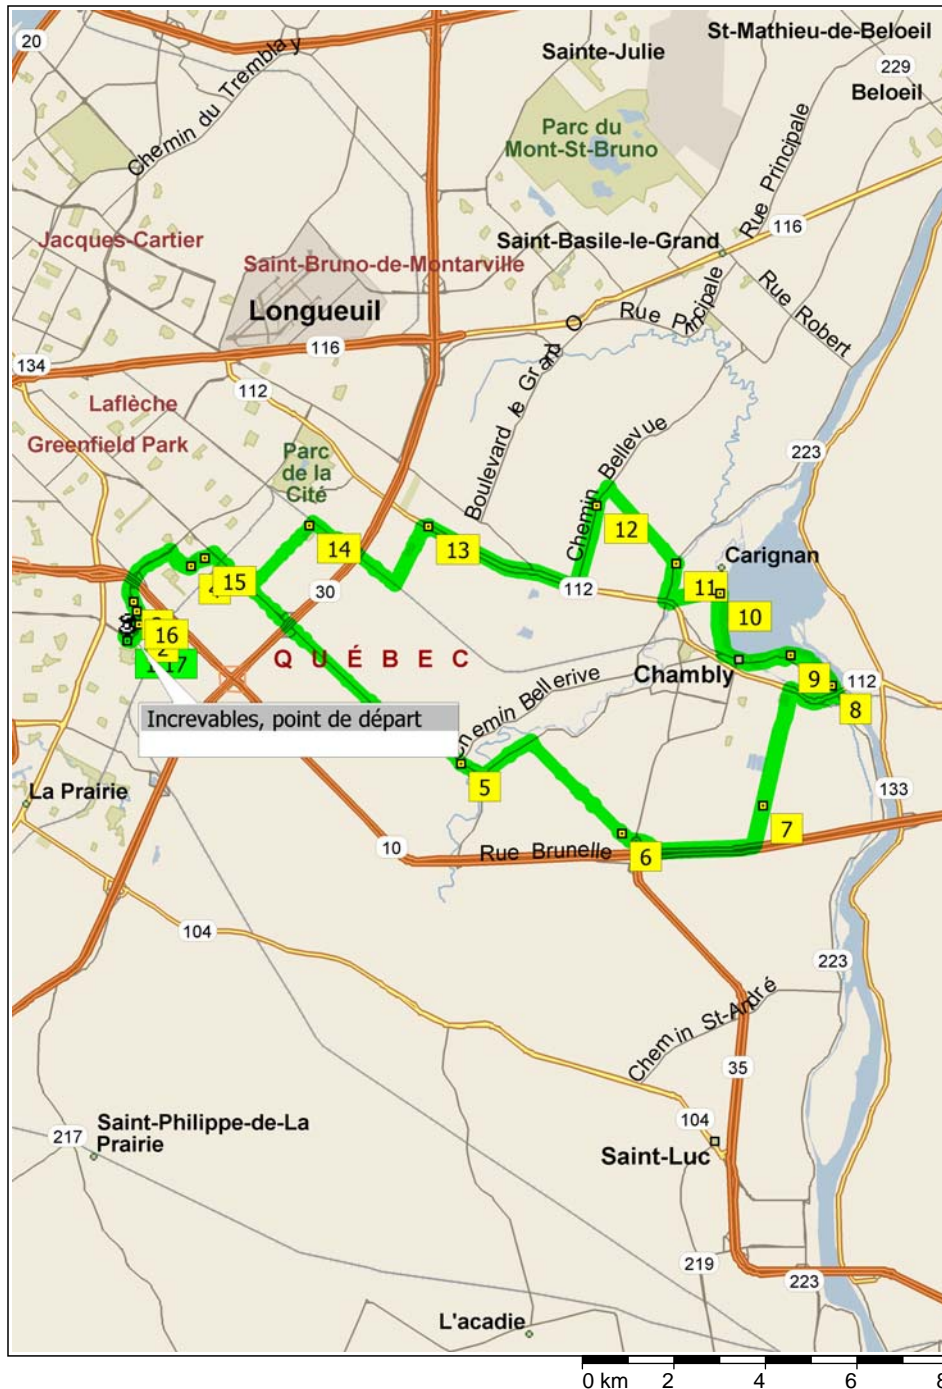 St-Mathieu-de-Beloeil
20
Sainte-Julie
229
Beloeil
Chemin du Tremblay
Parc du
Mont-St-Bruno
Rue Principale
116
Jacques-Cartier
Saint-Basile-le-Grand
Saint-Bruno-de-Montarville
Rue Robert
Longueuil
Rue Principale
116
134
Boulevard le Grand
112
Laflèche
Greenfield Park
Parc
de la
Cité
Chemin Bellevue
223
12
13
14
Carignan
15
4
11
30
112
10
16
2
1 17
QUÉBEC
Chambly
9
112
8
Chemin Bellerive
Increvables, point de départ
5
La Prairie
133
7
10
Rue Brunelle
6
104
223
Chemin St-André
35
Saint-Philippe-de-La
Prairie
217
104
Saint-Luc
219
223
L'acadie
0 km 2 4 6 8